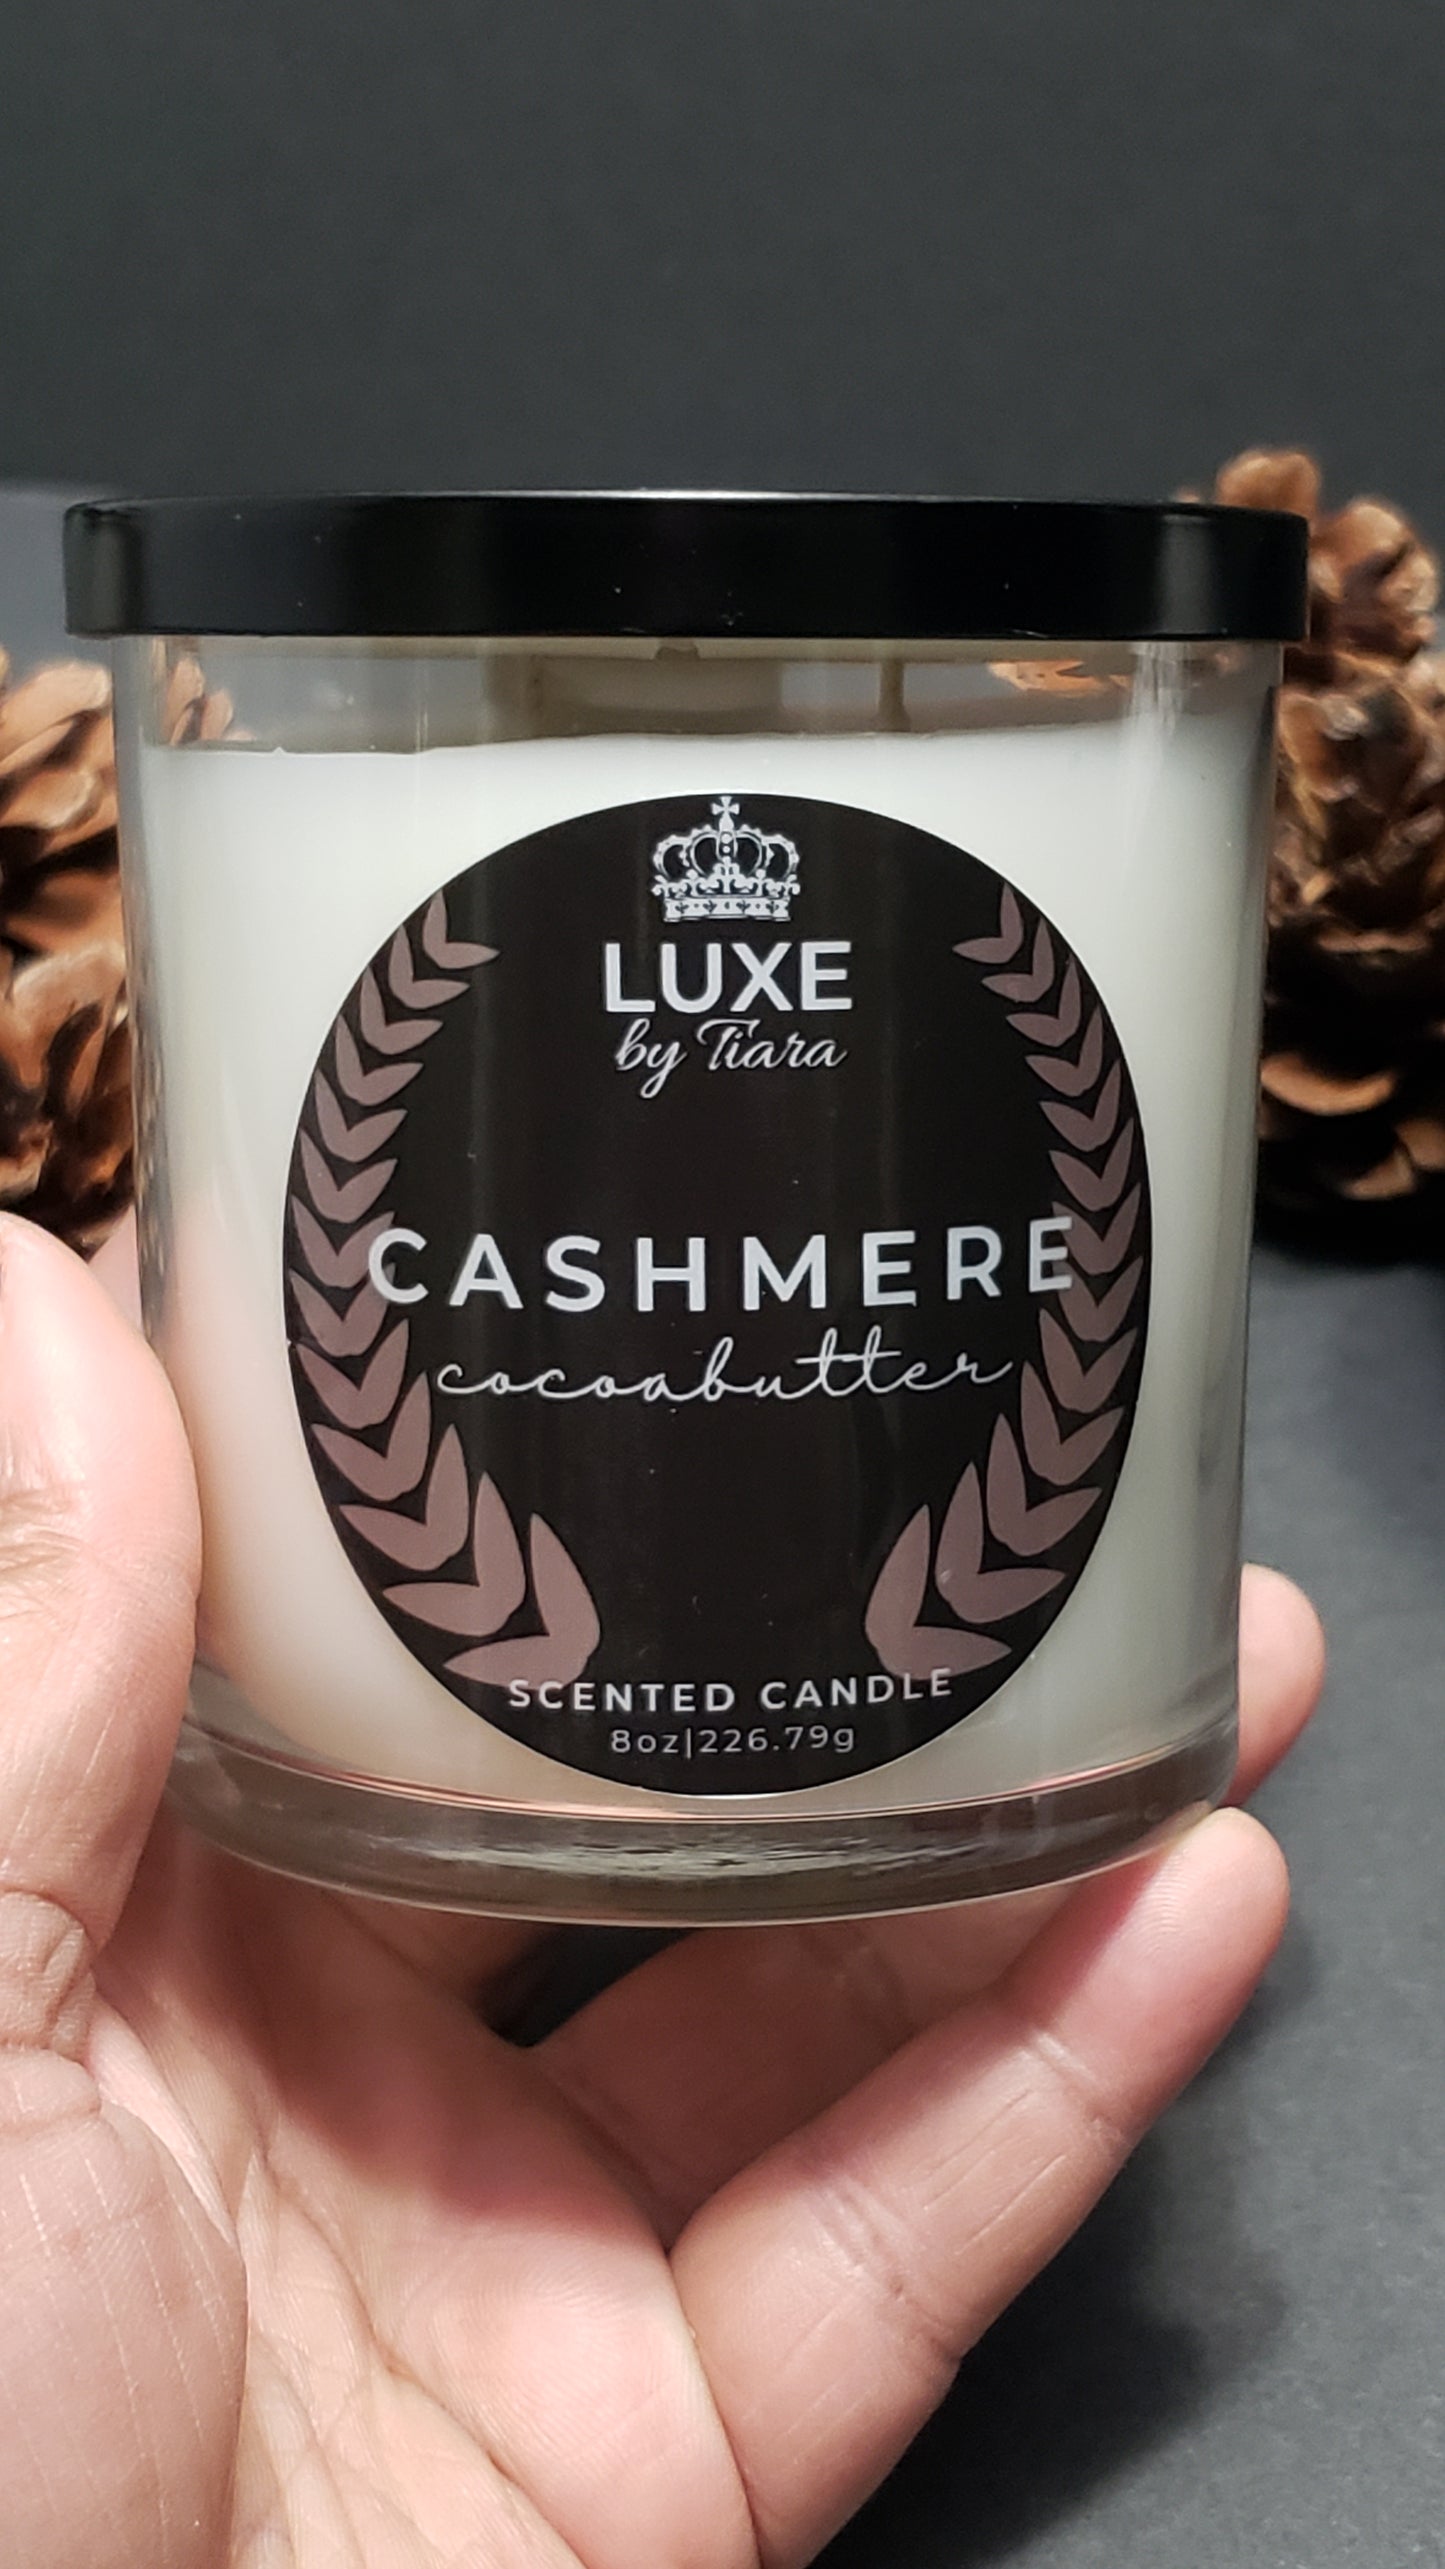 LUXE
by Tiara
CASHMERE
cocoabutter
SCENTED CANDLE
8oz|226.79g